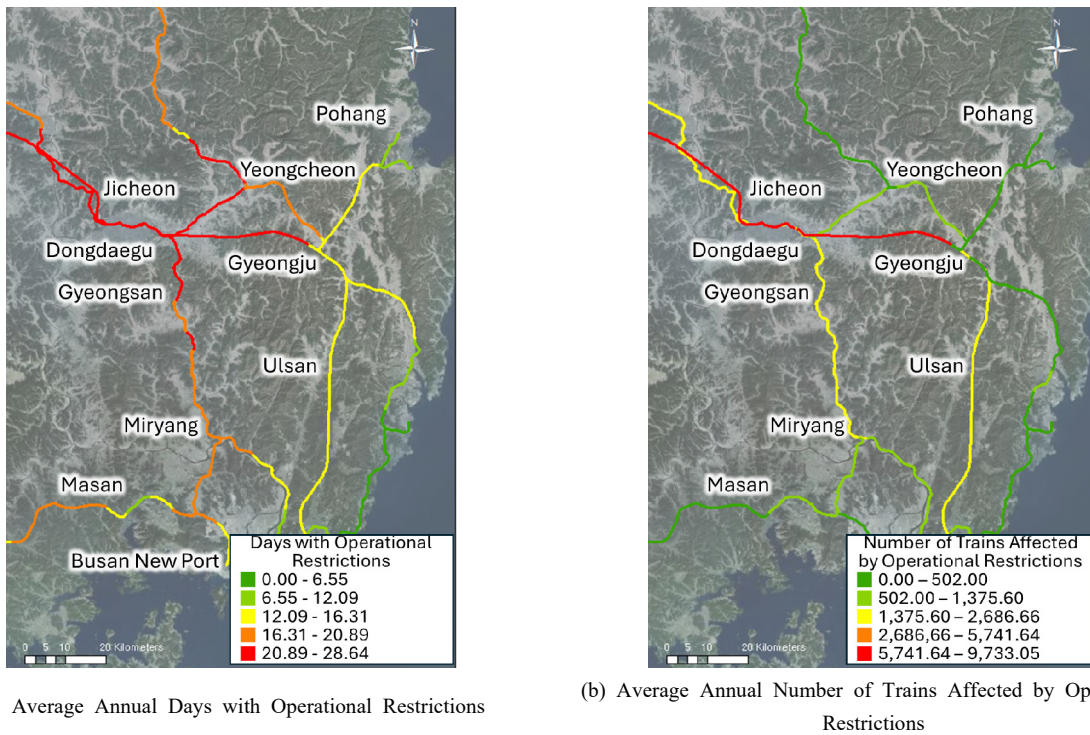 N
Pohang
Yeongcheon
Jicheon
Dongdaegu
Gyeongju
Gyeongsan
Ulsan
Miryang
Masan
Busan New Port
Days with Operational
Restrictions
0.00 - 6.55
6.55 - 12.09
12.09 - 16.31
16.31 - 20.89
20.89 - 28.64
0 5 10 20 Kilometers
Average Annual Days with Operational Restrictions
N
Pohang
Yeongcheon
Jicheon
Dongdaegu
Gyeongju
Gyeongsan
Ulsan
Miryang
Masan
Number of Trains Affected
by Operational Restrictions
0.00 – 502.00
502.00 – 1,375.60
1,375.60 – 2,686.66
2,686,66 – 5,741.64
5,741.64 – 9,733.05
0 5 10 20 Kilometers
(b) Average Annual Number of Trains Affected by Op
Restrictions